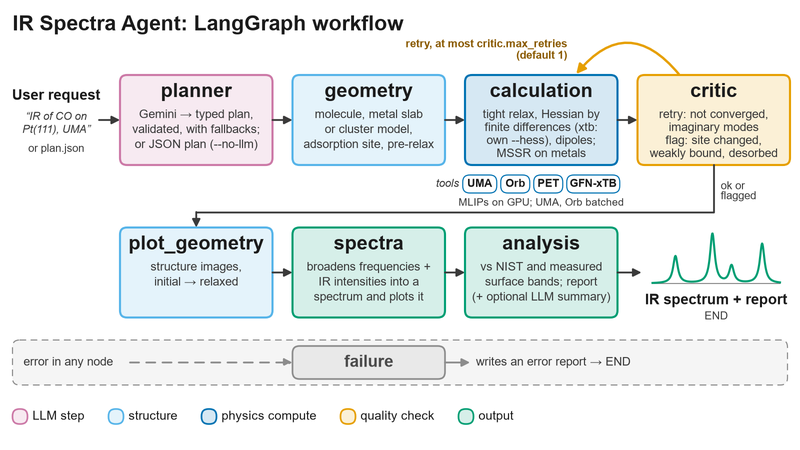 IR Spectra Agent: LangGraph workflow
retry, at most critic.max_retries
(default 1)
User request
“IR of CO on
Pt(111), UMA”
or plan.json
planner
Gemini → typed plan,
validated, with fallbacks;
or JSON plan (--no-llm)
geometry
molecule, metal slab
or cluster model,
adsorption site, pre-relax
calculation
tight relax, Hessian by
finite differences (xtb:
own --hess), dipoles;
MSSR on metals
critic
retry: not converged,
imaginary modes
flag: site changed,
weakly bound, desorbed
tools UMA Orb PET GFN-xTB
MLIPs on GPU; UMA, Orb batched
ok or
flagged
plot_geometry
structure images,
initial → relaxed
spectra
broadens frequencies +
IR intensities into a
spectrum and plots it
analysis
vs NIST and measured
surface bands; report
(+ optional LLM summary)
IR spectrum + report
END
error in any node
failure
writes an error report → END
LLM step
structure
physics compute
quality check
output